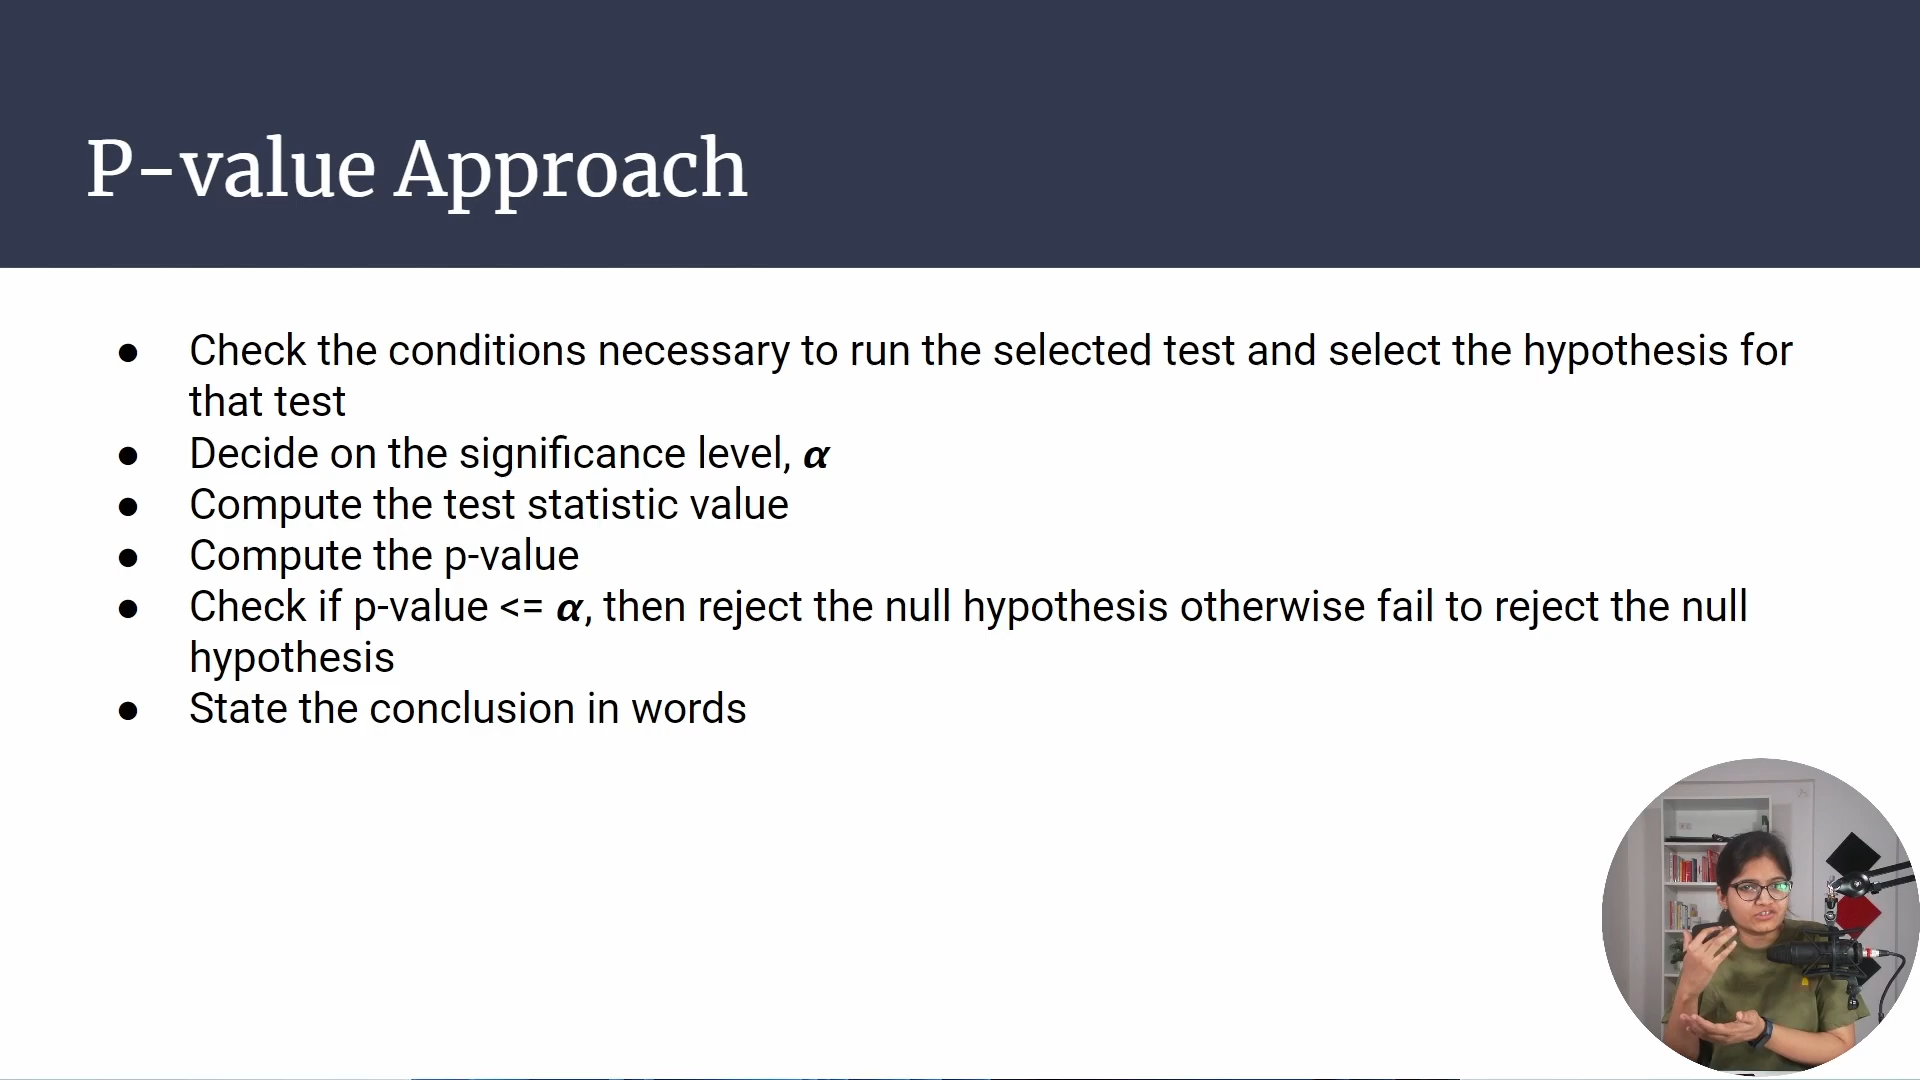 P-value Approach
● Check the conditions necessary to run the selected test and select the hypothesis for
that test
● Decide on the significance level, α
● Compute the test statistic value
● Compute the p-value
● Check if p-value <= α, then reject the null hypothesis otherwise fail to reject the null
hypothesis
● State the conclusion in words